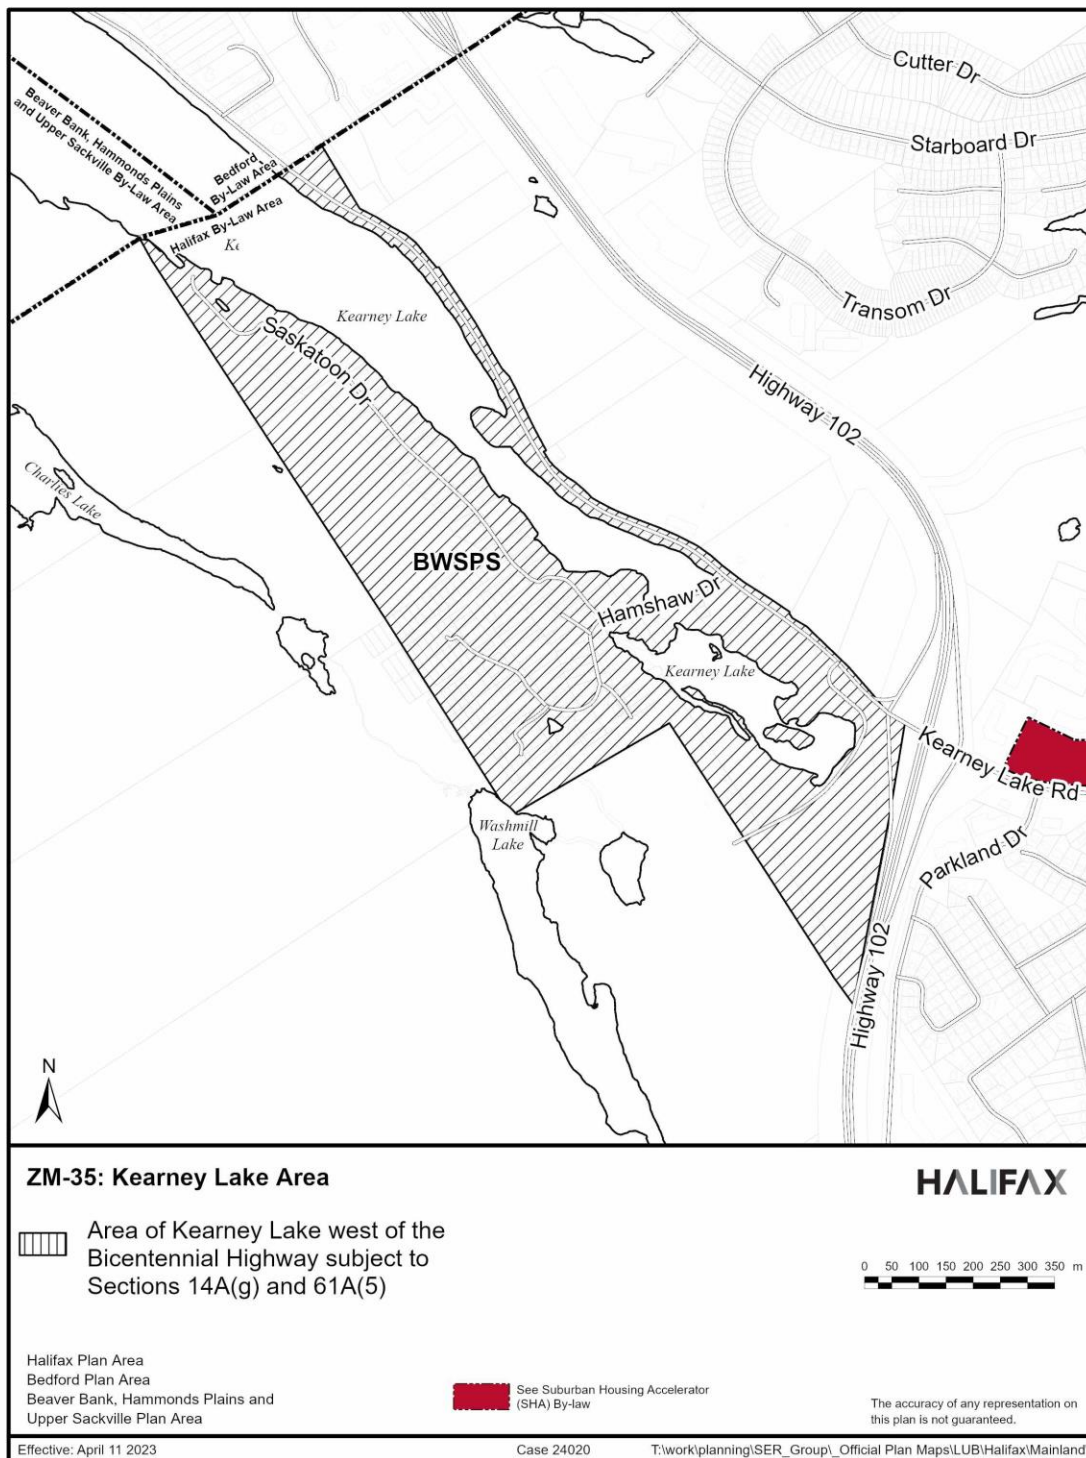 Cutter Dr
Starboard Dr
Beaver Bank, Hammonds Plains
and Upper Sackville By-Law Area
Bedford
By-Law Area
Halifax By-Law Area
Ke
Kearney Lake
Transom Dr
Saskatoon Dr
Highway 102
Charlies Lake
BWSPS
Hamshaw Dr
Kearney Lake
Kearney Lake Rd
Washmill
Lake
Parkland Dr
Highway 102
N
ZM-35: Kearney Lake Area
HALIFAX
Area of Kearney Lake west of the
Bicentennial Highway subject to
Sections 14A(g) and 61A(5)
0 50 100 150 200 250 300 350 m
Halifax Plan Area
Bedford Plan Area
Beaver Bank, Hammonds Plains and
Upper Sackville Plan Area
See Suburban Housing Accelerator
(SHA) By-law
The accuracy of any representation on
this plan is not guaranteed.
Effective: April 11 2023
Case 24020
T:\work\planning\SER_Group\_Official Plan Maps\LUB\Halifax\Mainland